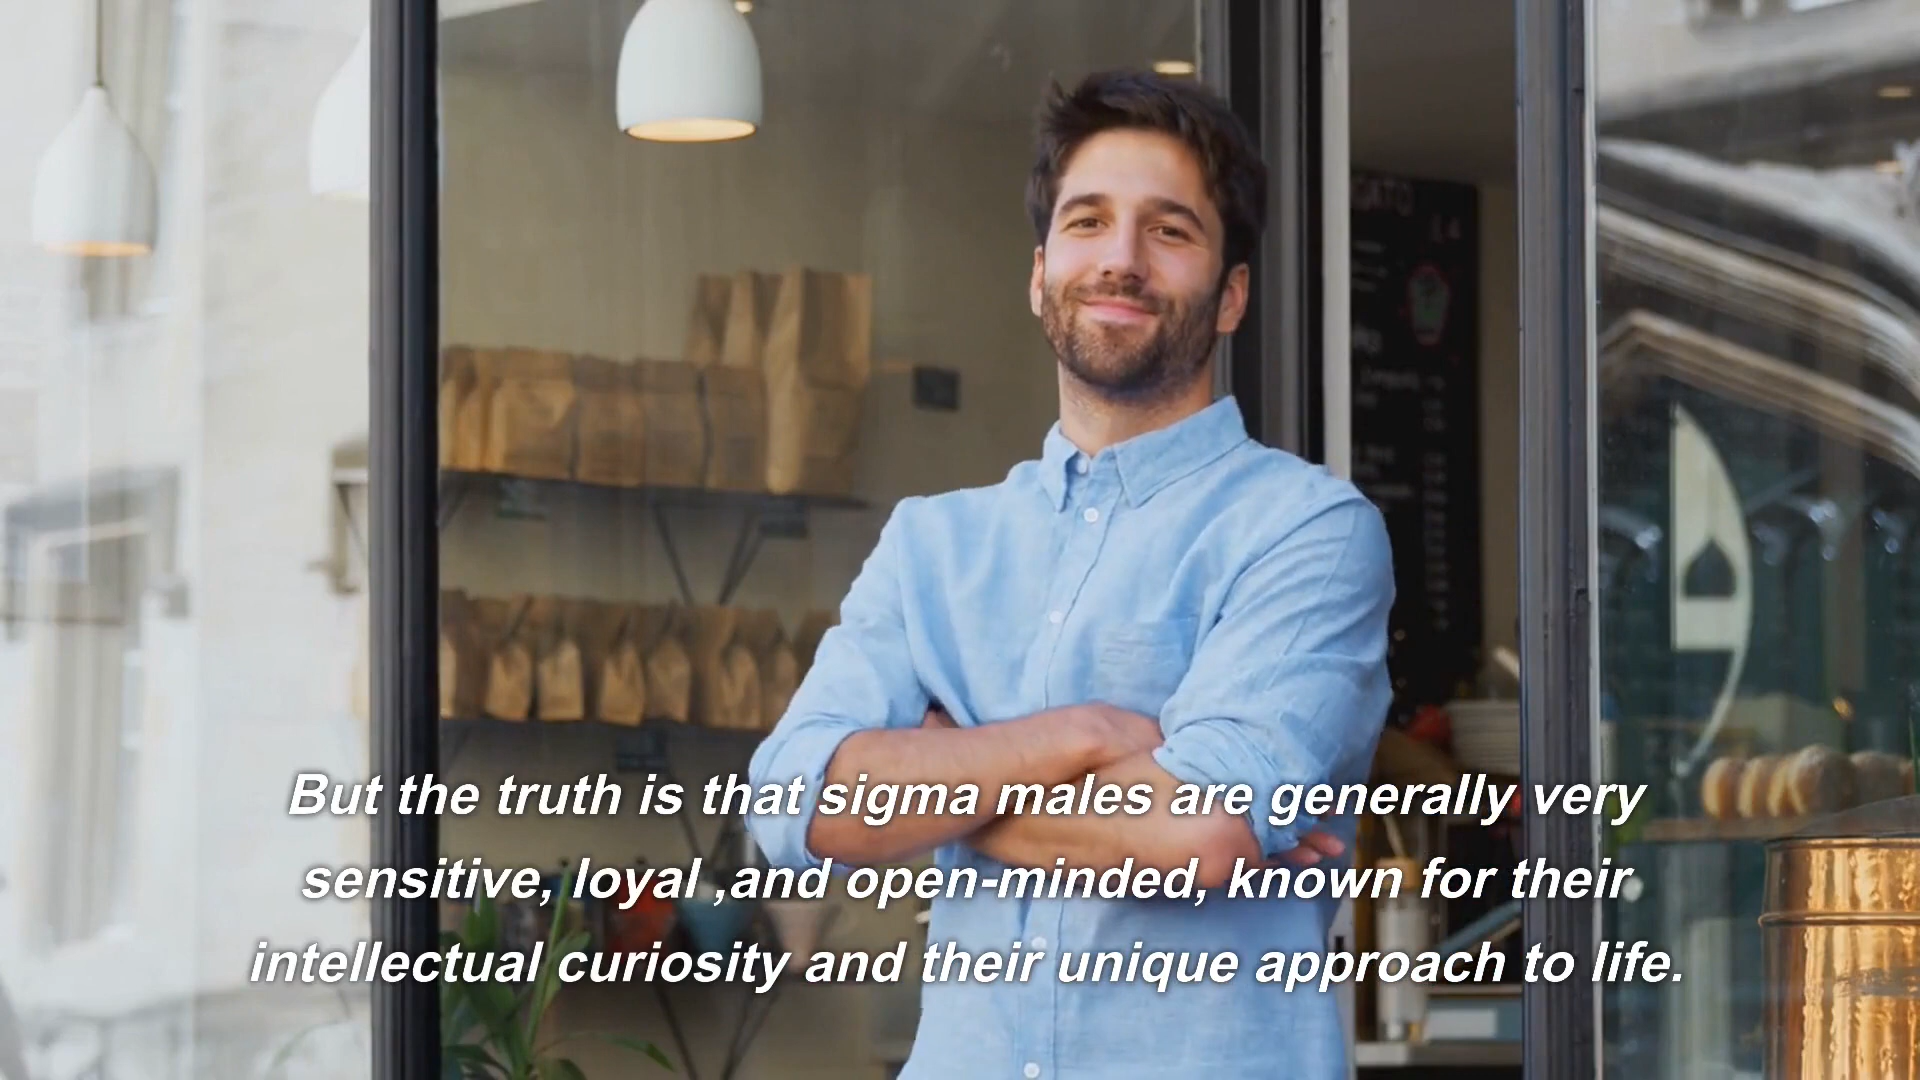 But the truth is that sigma males are generally very
sensitive, loyal ,and open-minded, known for their
intellectual curiosity and their unique approach to life.